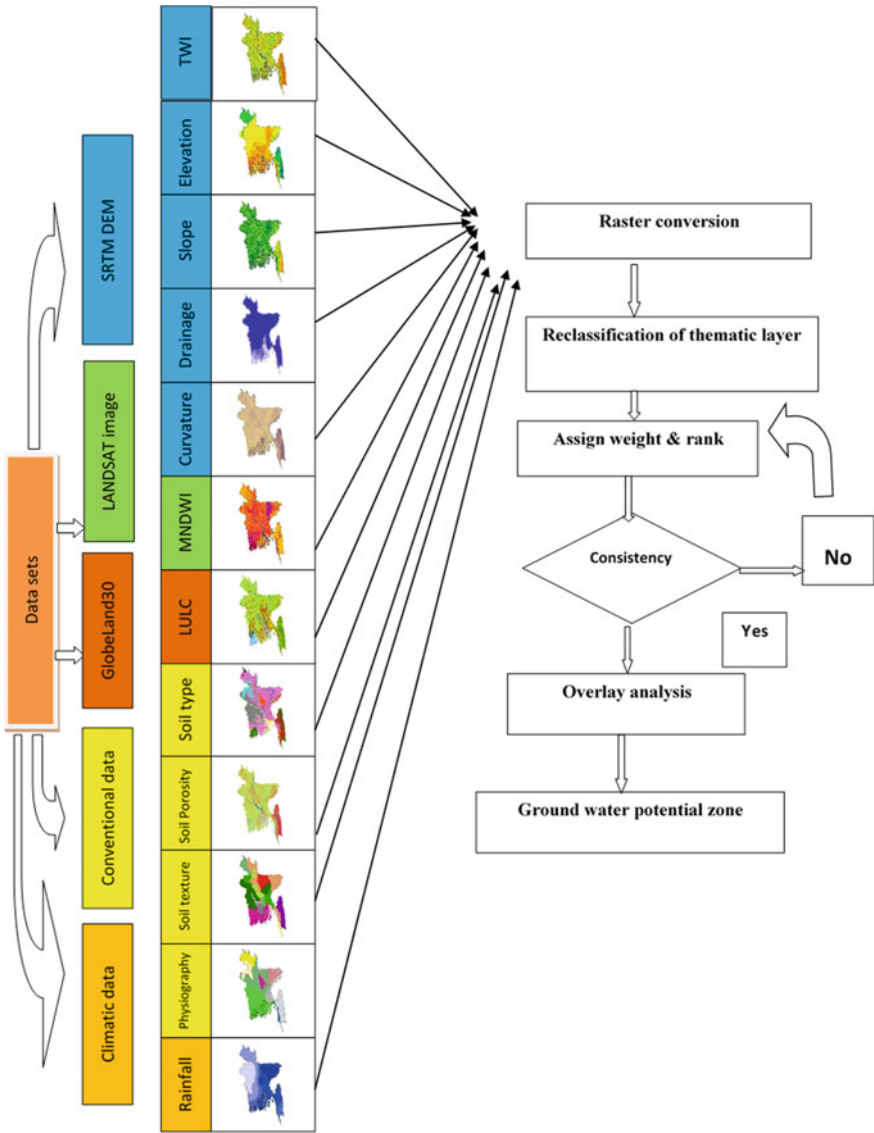 Data sets
SRTM DEM
LANDSAT image
GlobeLand30
Conventional data
Climatic data
TWI
Elevation
Slope
Drainage
Curvature
MNDWI
LULC
Soil type
Soil Porosity
Soil texture
Physiography
Rainfall
Raster conversion
Reclassification of thematic layer
Assign weight & rank
Consistency
No
Yes
Overlay analysis
Ground water potential zone